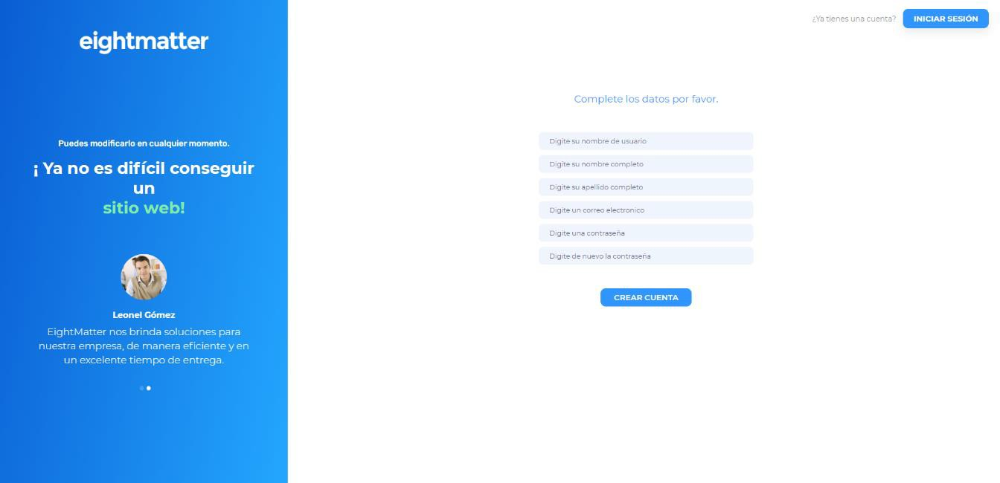 eightmatter
Puedes modificarlo en cualquier momento.
¡ Ya no es difícil conseguir
un
sitio web!
Leonel Gómez
EightMatter nos brinda soluciones para
nuestra empresa, de manera eficiente y en
un excelente tiempo de entrega.
¿Ya tienes una cuenta?
INICIAR SESIÓN
Complete los datos por favor.
Digite su nombre de usuario
Digite su nombre completo
Digite su apellido completo
Digite un correo electronico
Digite una contraseña
Digite de nuevo la contraseña
CREAR CUENTA